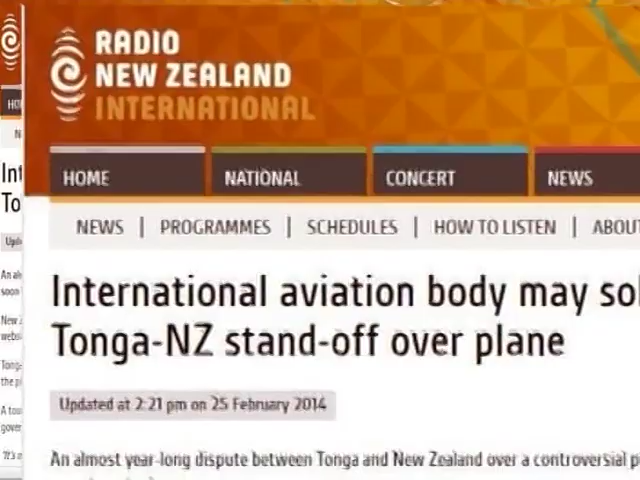 RADIO
NEW ZEALAND
INTERNATIONAL
HOME NATIONAL CONCERT NEWS
NEWS | PROGRAMMES | SCHEDULES | HOW TO LISTEN | ABOU
International aviation body may sol
Tonga-NZ stand-off over plane
Updated at 2:21 pm on 25 February 2014
An almost year-long dispute between Tonga and New Zealand over a controversial p